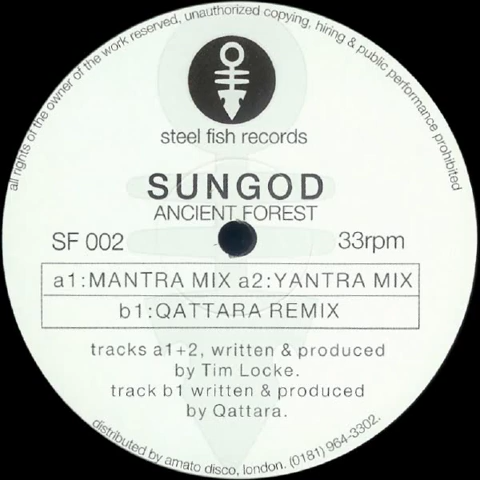 all rights of the owner of the work reserved, unauthorized copying, hiring & public performance prohibited
steel fish records
SUNGOD
ANCIENT FOREST
SF 002 33rpm
a1:MANTRA MIX a2:YANTRA MIX
b1:QATTARA REMIX
tracks a1+2, written & produced
by Tim Locke.
track b1 written & produced
by Qattara.
distributed by amato disco, london. (0181) 964-3302.